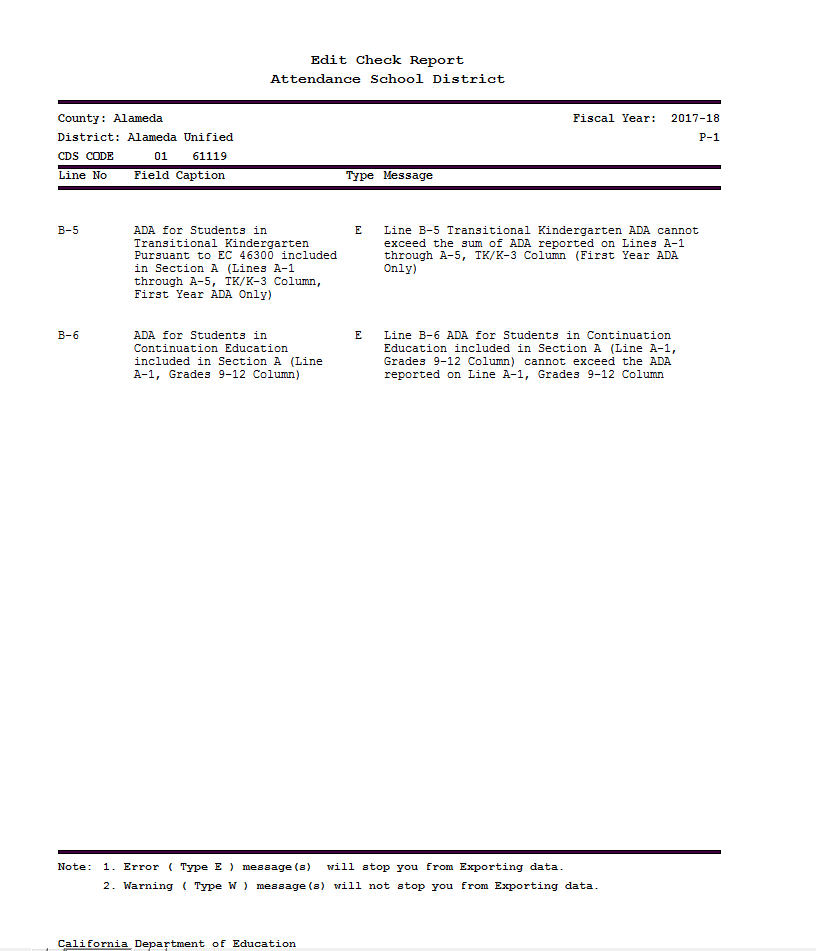 Edit Check Report
Attendance School District
County: Alameda Fiscal Year: 2017-18
District: Alameda Unified P-1
CDS CODE 01 61119
Line No Field Caption Type Message
B-5 ADA for Students in E Line B-5 Transitional Kindergarten ADA cannot
Transitional Kindergarten exceed the sum of ADA reported on Lines A-1
Pursuant to EC 46300 included through A-5, TK/K-3 Column (First Year ADA
in Section A (Lines A-1 Only)
through A-5, TK/K-3 Column,
First Year ADA Only)
B-6 ADA for Students in E Line B-6 ADA for Students in Continuation
Continuation Education Education included in Section A (Line A-1,
included in Section A (Line Grades 9-12 Column) cannot exceed the ADA
A-1, Grades 9-12 Column) reported on Line A-1, Grades 9-12 Column
Note: 1. Error ( Type E ) message(s) will stop you from Exporting data.
2. Warning ( Type W ) message(s) will not stop you from Exporting data.
California Department of Education